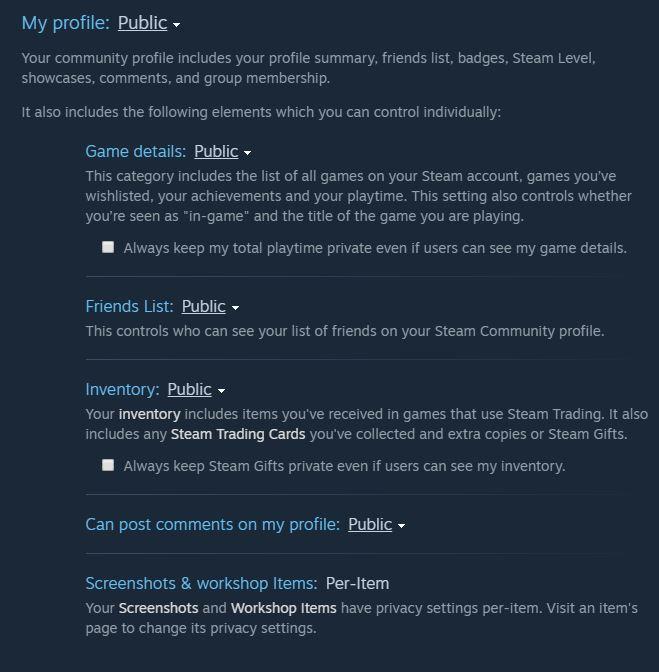 My profile: Public
Your community profile includes your profile summary, friends list, badges, Steam Level,
showcases, comments, and group membership.
It also includes the following elements which you can control individually:
Game details: Public
This category includes the list of all games on your Steam account, games you've
wishlisted, your achievements and your playtime. This setting also controls whether
you're seen as "in-game" and the title of the game you are playing.
Always keep my total playtime private even if users can see my game details.
Friends List: Public
This controls who can see your list of friends on your Steam Community profile.
Inventory: Public
Your inventory includes items you've received in games that use Steam Trading. It also
includes any Steam Trading Cards you've collected and extra copies or Steam Gifts.
Always keep Steam Gifts private even if users can see my inventory.
Can post comments on my profile: Public
Screenshots & workshop Items: Per-Item
Your Screenshots and Workshop Items have privacy settings per-item. Visit an item's
page to change its privacy settings.